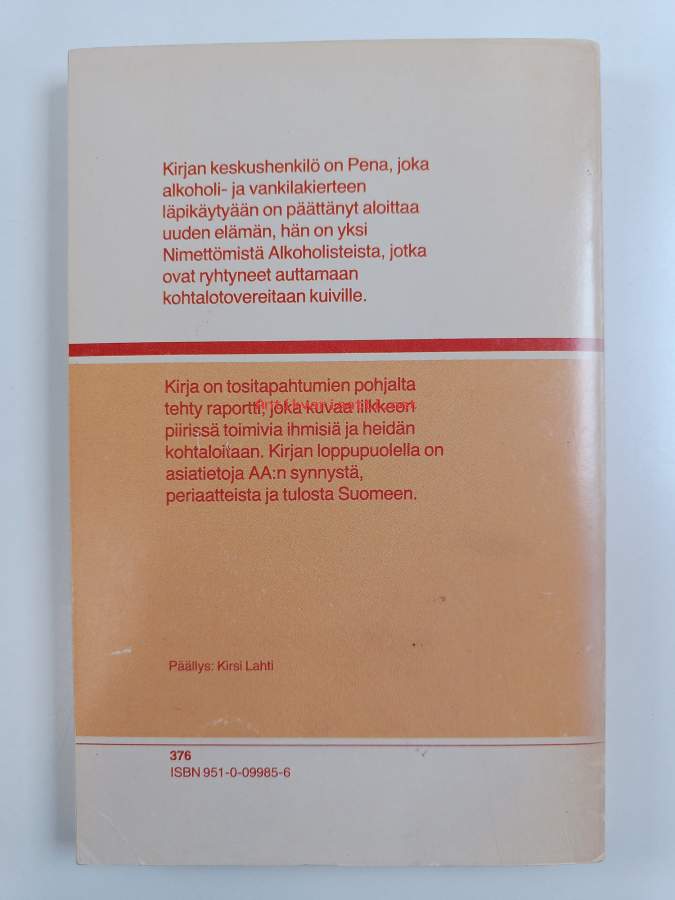 Kirjan keskushenkilö on Pena, joka
alkoholi- ja vankilakierteen
läpikäytyään on päättänyt aloittaa
uuden elämän, hän on yksi
Nimettömistä Alkoholisteista, jotka
ovat ryhtyneet auttamaan
kohtalotovereitaan kuiville.
Kirja on tositapahtumien pohjalta
tehty raportti, joka kuvaa liikkeen
piirissä toimivia ihmisiä ja heidän
kohtaloitaan. Kirjan loppupuolella on
asiatietoja AA:n synnystä,
periaatteista ja tulosta Suomeen.
Päällys: Kirsi Lahti
376
ISBN 951-0-09985-6